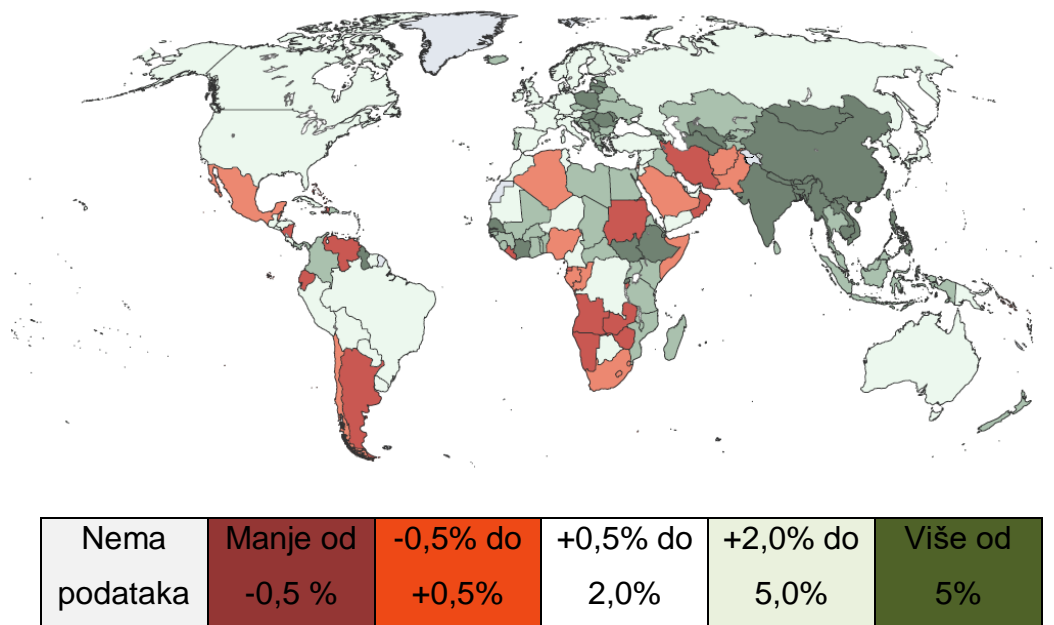 Nema podataka
Manje od -0,5 %
-0,5% do +0,5%
+0,5% do 2,0%
+2,0% do 5,0%
Više od 5%